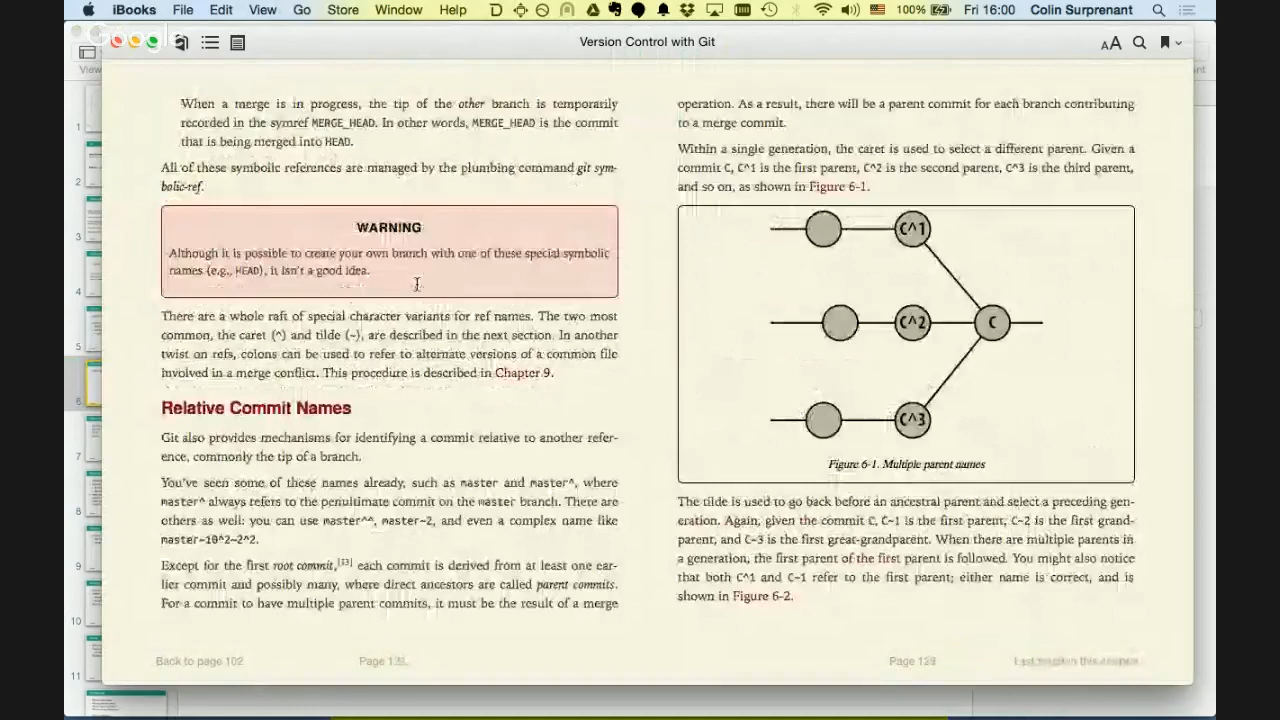 iBooks File Edit View Go Store Window Help 100% Fri 16:00 Colin Surprenant
Google
Version Control with Git
AA
View
When a merge is in progress, the tip of the other branch is temporarily
recorded in the symref MERGE_HEAD. In other words, MERGE_HEAD is the commit
that is being merged into HEAD.
All of these symbolic references are managed by the plumbing command git sym-
bolic-ref.
WARNING
Although it is possible to create your own branch with one of these special symbolic
names (e.g., HEAD), it isn't a good idea.
There are a whole raft of special character variants for ref names. The two most
common, the caret (^) and tilde (~), are described in the next section. In another
twist on refs, colons can be used to refer to alternate versions of a common file
involved in a merge conflict. This procedure is described in Chapter 9.
Relative Commit Names
Git also provides mechanisms for identifying a commit relative to another refer-
ence, commonly the tip of a branch.
You've seen some of these names already, such as master and master^, where
master^ always refers to the penultimate commit on the master branch. There are
others as well: you can use master^^, master~2, and even a complex name like
master~10^2~2^2.
Except for the first root commit,[13] each commit is derived from at least one ear-
lier commit and possibly many, where direct ancestors are called parent commits.
For a commit to have multiple parent commits, it must be the result of a merge
Back to page 102
operation. As a result, there will be a parent commit for each branch contributing
to a merge commit.
Within a single generation, the caret is used to select a different parent. Given a
commit C, C^1 is the first parent, C^2 is the second parent, C^3 is the third parent,
and so on, as shown in Figure 6-1.
C^1
C^2
C
C^3
Figure 6-1. Multiple parent names
The tilde is used to go back before an ancestral parent and select a preceding gen-
eration. Again, given the commit C, C~1 is the first parent, C~2 is the first grand-
parent, and C~3 is the first great-grandparent. When there are multiple parents in
a generation, the first parent of the first parent is followed. You might also notice
that both C^1 and C~1 refer to the first parent; either name is correct, and is
shown in Figure 6-2.
Page
1
2
3
4
5
6
7
8
9
10
11